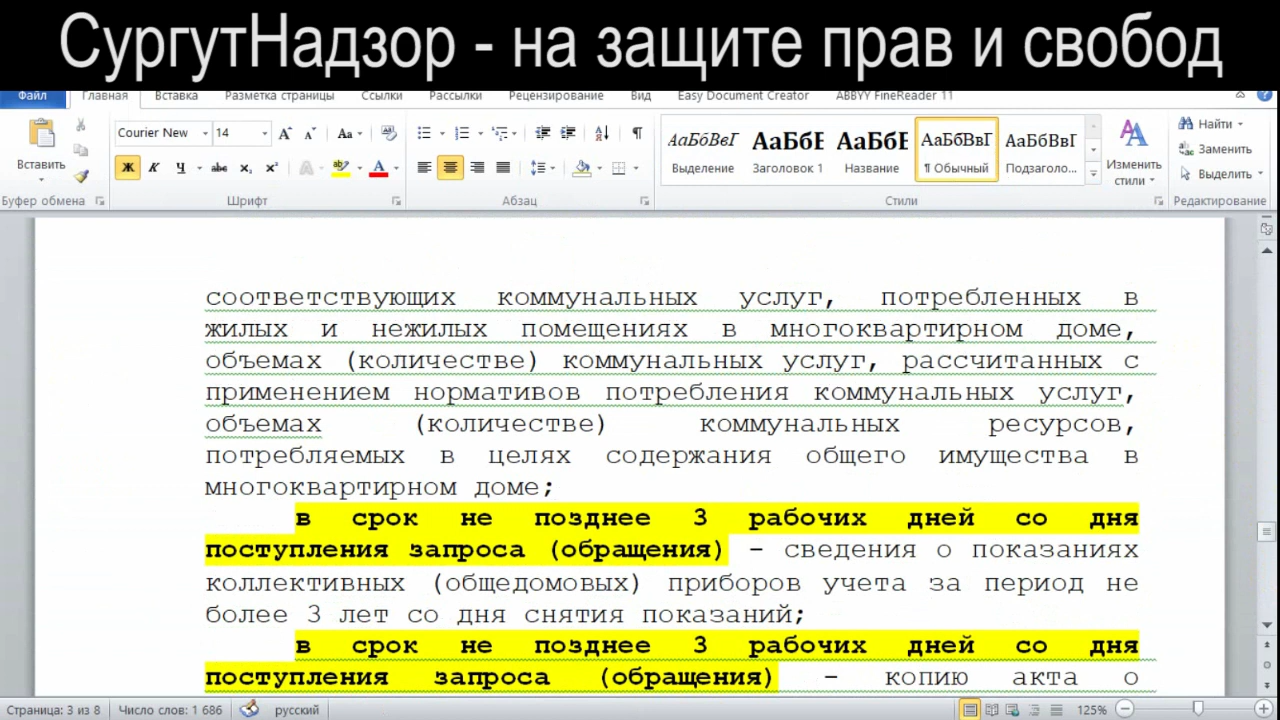 СургутНадзор - на защите прав и свобод
Файл Главная Вставка Разметка страницы Ссылки Рассылки Рецензирование Вид Easy Document Creator ABBYY FineReader 11
Courier New 14 Aa АаБбВвГ АаБбЕ АаБбВ АаБбВвГ АаБбВвГ Найти
Заменить
Вставить Ж К Ч abc x₂ x² A A Выделение Заголовок 1 Название ¶ Обычный Подзаголо... Изменить стили Выделить
Буфер обмена Шрифт Абзац Стили Редактирование
соответствующих коммунальных услуг, потребленных в
жилых и нежилых помещениях в многоквартирном доме,
объемах (количестве) коммунальных услуг, рассчитанных с
применением нормативов потребления коммунальных услуг,
объемах (количестве) коммунальных ресурсов,
потребляемых в целях содержания общего имущества в
многоквартирном доме;
в срок не позднее 3 рабочих дней со дня
поступления запроса (обращения) - сведения о показаниях
коллективных (общедомовых) приборов учета за период не
более 3 лет со дня снятия показаний;
в срок не позднее 3 рабочих дней со дня
поступления запроса (обращения) - копию акта о
Страница: 3 из 8 Число слов: 1 686 русский 125%